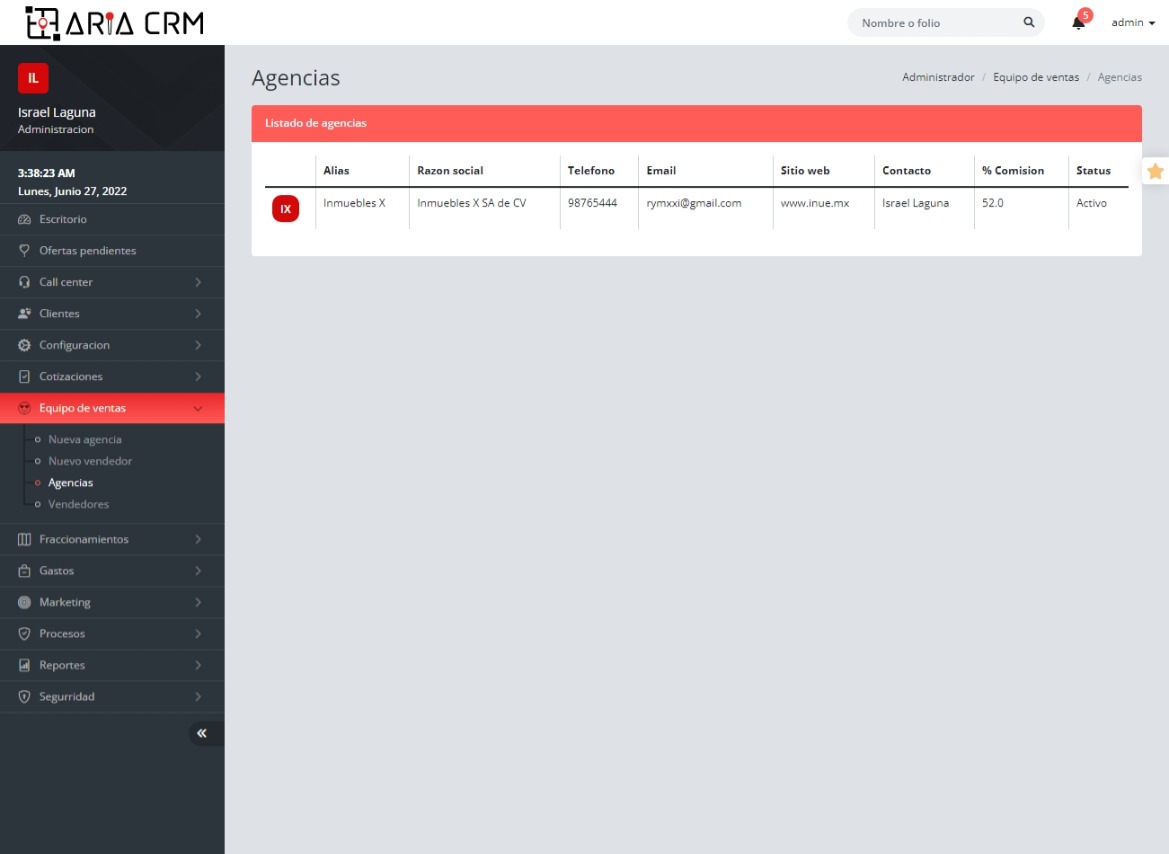 ARIA CRM
Nombre o folio
5
admin
IL
Israel Laguna
Administracion
3:38:23 AM
Lunes, Junio 27, 2022
Escritorio
Ofertas pendientes
Call center
Clientes
Configuracion
Cotizaciones
Equipo de ventas
Nueva agencia
Nuevo vendedor
Agencias
Vendedores
Fraccionamientos
Gastos
Marketing
Procesos
Reportes
Segurridad
Agencias
Administrador / Equipo de ventas / Agencias
Listado de agencias
Alias Razon social Telefono Email Sitio web Contacto % Comision Status
IX Inmuebles X Inmuebles X SA de CV 98765444 rymxxi@gmail.com www.inue.mx Israel Laguna 52.0 Activo